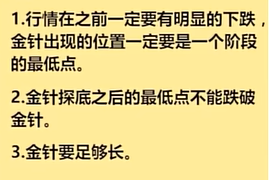 1.行情在之前一定要有明显的下跌，
金针出现的位置一定要是一个阶段
的最低点。
2.金针探底之后的最低点不能跌破
金针。
3.金针要足够长。